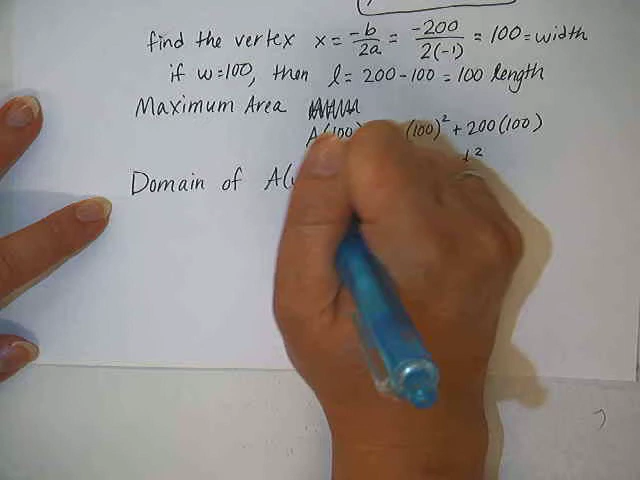 find the vertex x = -b/2a = -200/2(-1) = 100 = width
if w=100, then l = 200 - 100 = 100 length
Maximum Area
A(100) (100)² + 200(100)
Domain of A(